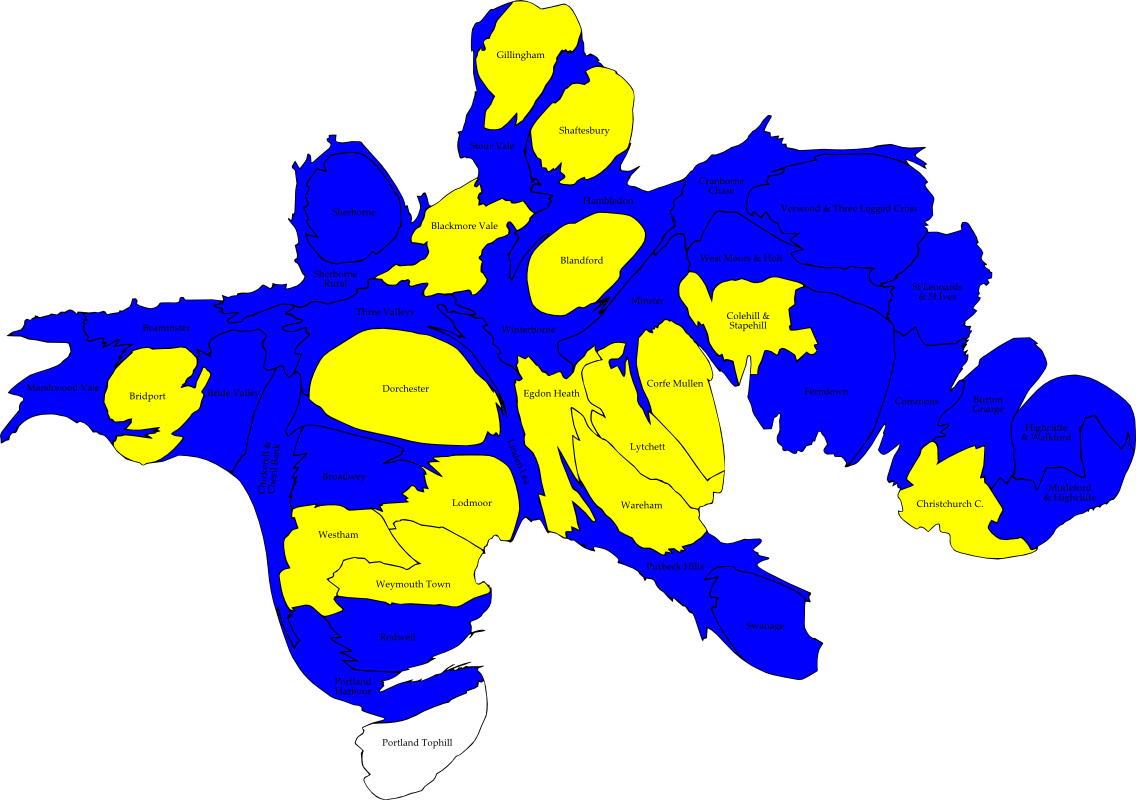 Gillingham
Shaftesbury
Stour Vale
Cranborne
Chase
Hambledon
Sherborne
Verwood & Three Legged Cross
Blackmore Vale
Blandford
West Moors & Holt
Sherborne
Rural
St Leonards
& St Ives
Minster
Three Valleys
Colehill &
Stapehill
Beaminster
Winterborne
Marshwood Vale
Bridport
Bride Valley
Dorchester
Egdon Heath
Corfe Mullen
Ferndown
Commons
Burton
Grange
Highcliffe
& Walkford
Lytchett
Chickerell &
Chesil Bank
Broadwey
Mudeford
& Highcliffe
Lodmoor
Wareham
Christchurch C.
Westham
Purbeck Hills
Weymouth Town
Swanage
Rodwell
Portland
Harbour
Portland Tophill